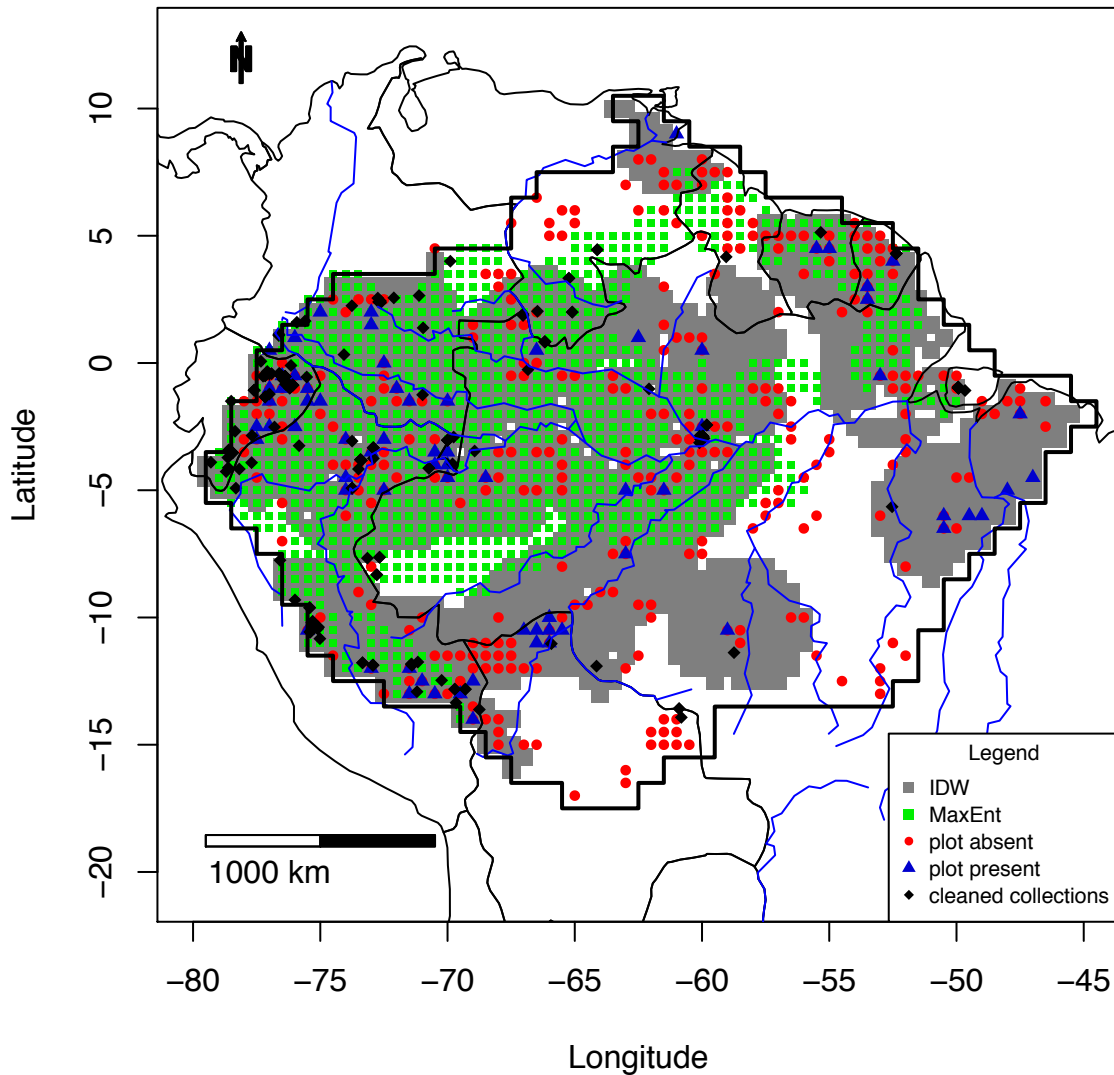 N
10
5
0
−5
−10
−15
−20
Latitude
1000 km
Legend
IDW
MaxEnt
plot absent
plot present
cleaned collections
−80
−75
−70
−65
−60
−55
−50
−45
Longitude